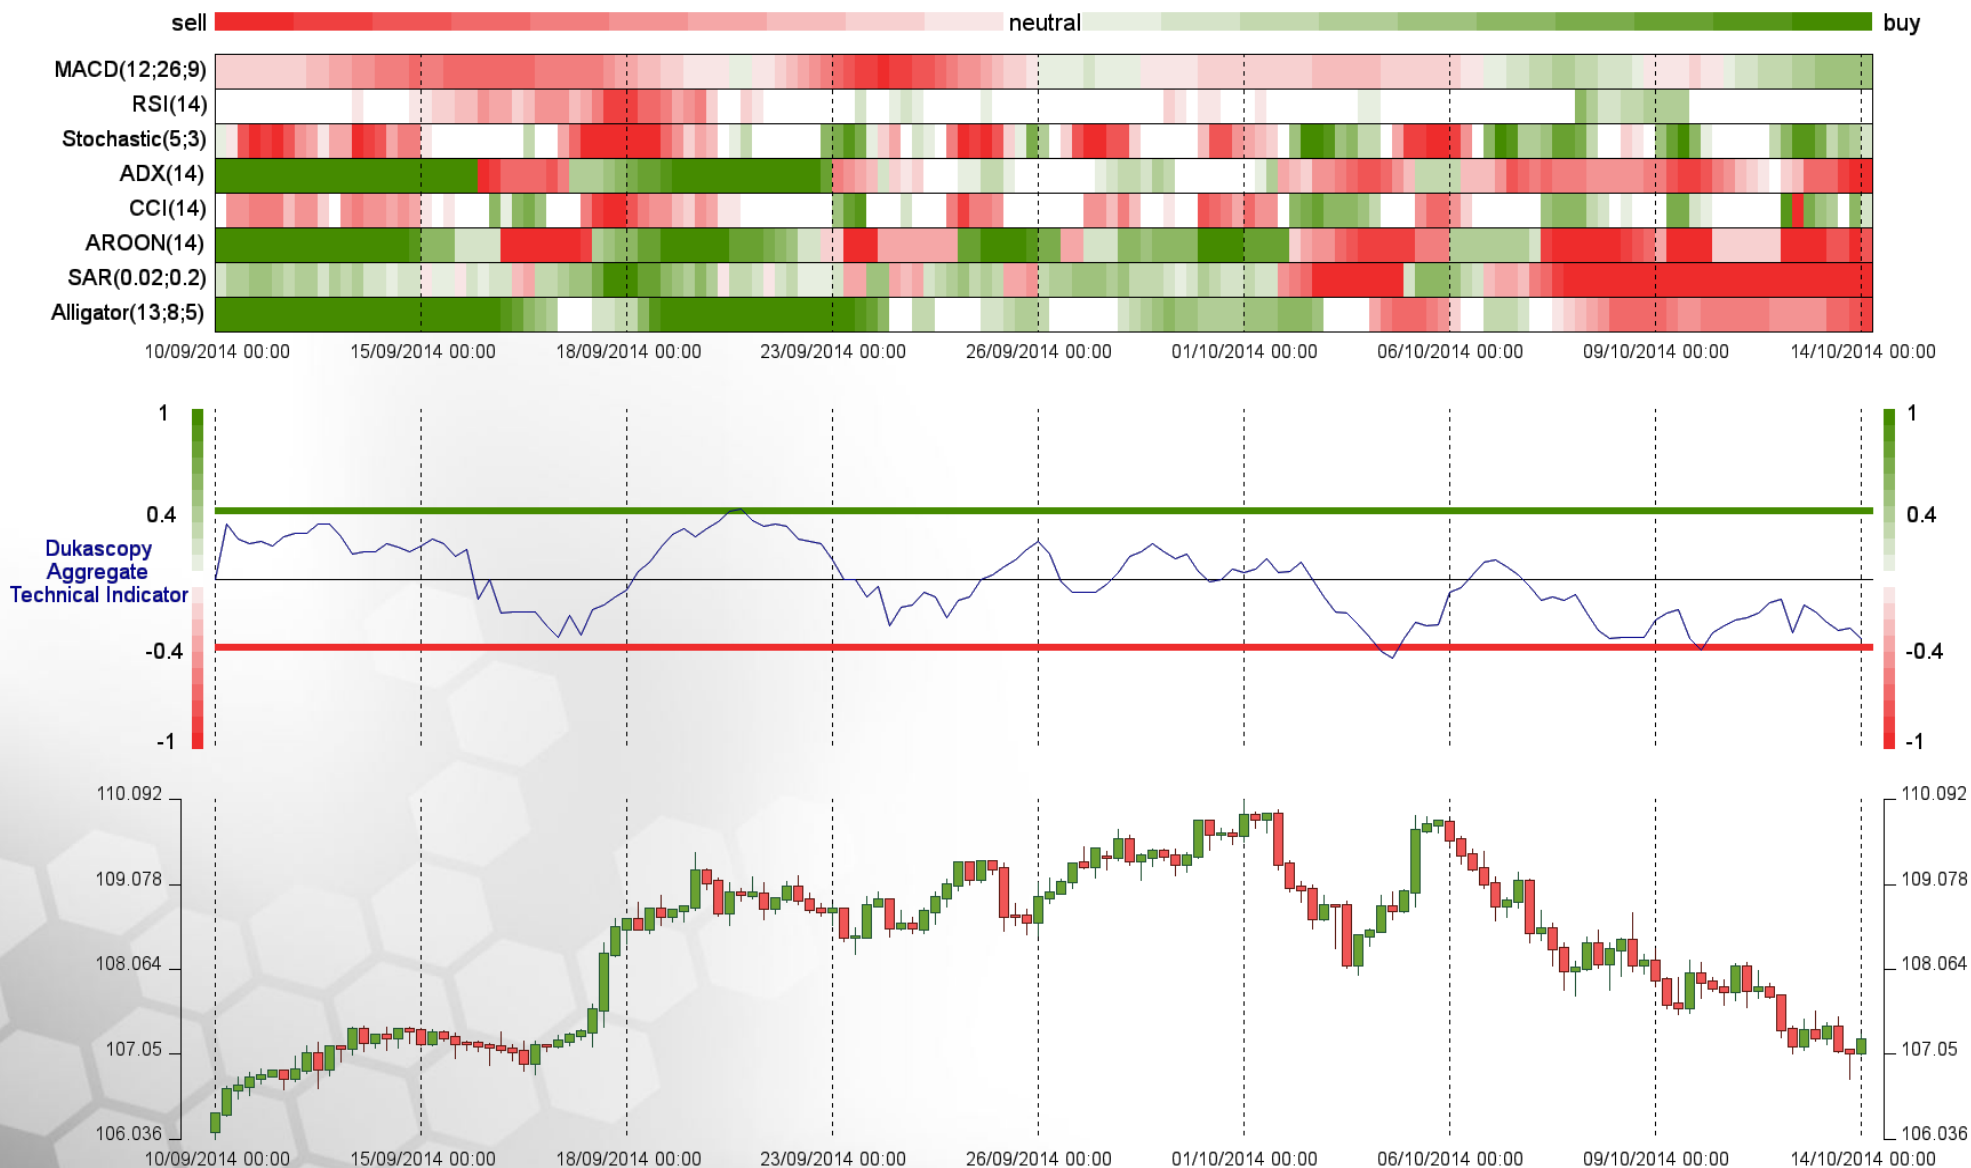 sell neutral buy
MACD(12;26;9)
RSI(14)
Stochastic(5;3)
ADX(14)
CCI(14)
AROON(14)
SAR(0.02;0.2)
Alligator(13;8;5)
10/09/2014 00:00 15/09/2014 00:00 18/09/2014 00:00 23/09/2014 00:00 26/09/2014 00:00 01/10/2014 00:00 06/10/2014 00:00 09/10/2014 00:00 14/10/2014 00:00
1 1
0.4 0.4
Dukascopy
Aggregate
Technical Indicator
-0.4 -0.4
-1 -1
110.092 110.092
109.078 109.078
108.064 108.064
107.05 107.05
106.036 106.036
10/09/2014 00:00 15/09/2014 00:00 18/09/2014 00:00 23/09/2014 00:00 26/09/2014 00:00 01/10/2014 00:00 06/10/2014 00:00 09/10/2014 00:00 14/10/2014 00:00